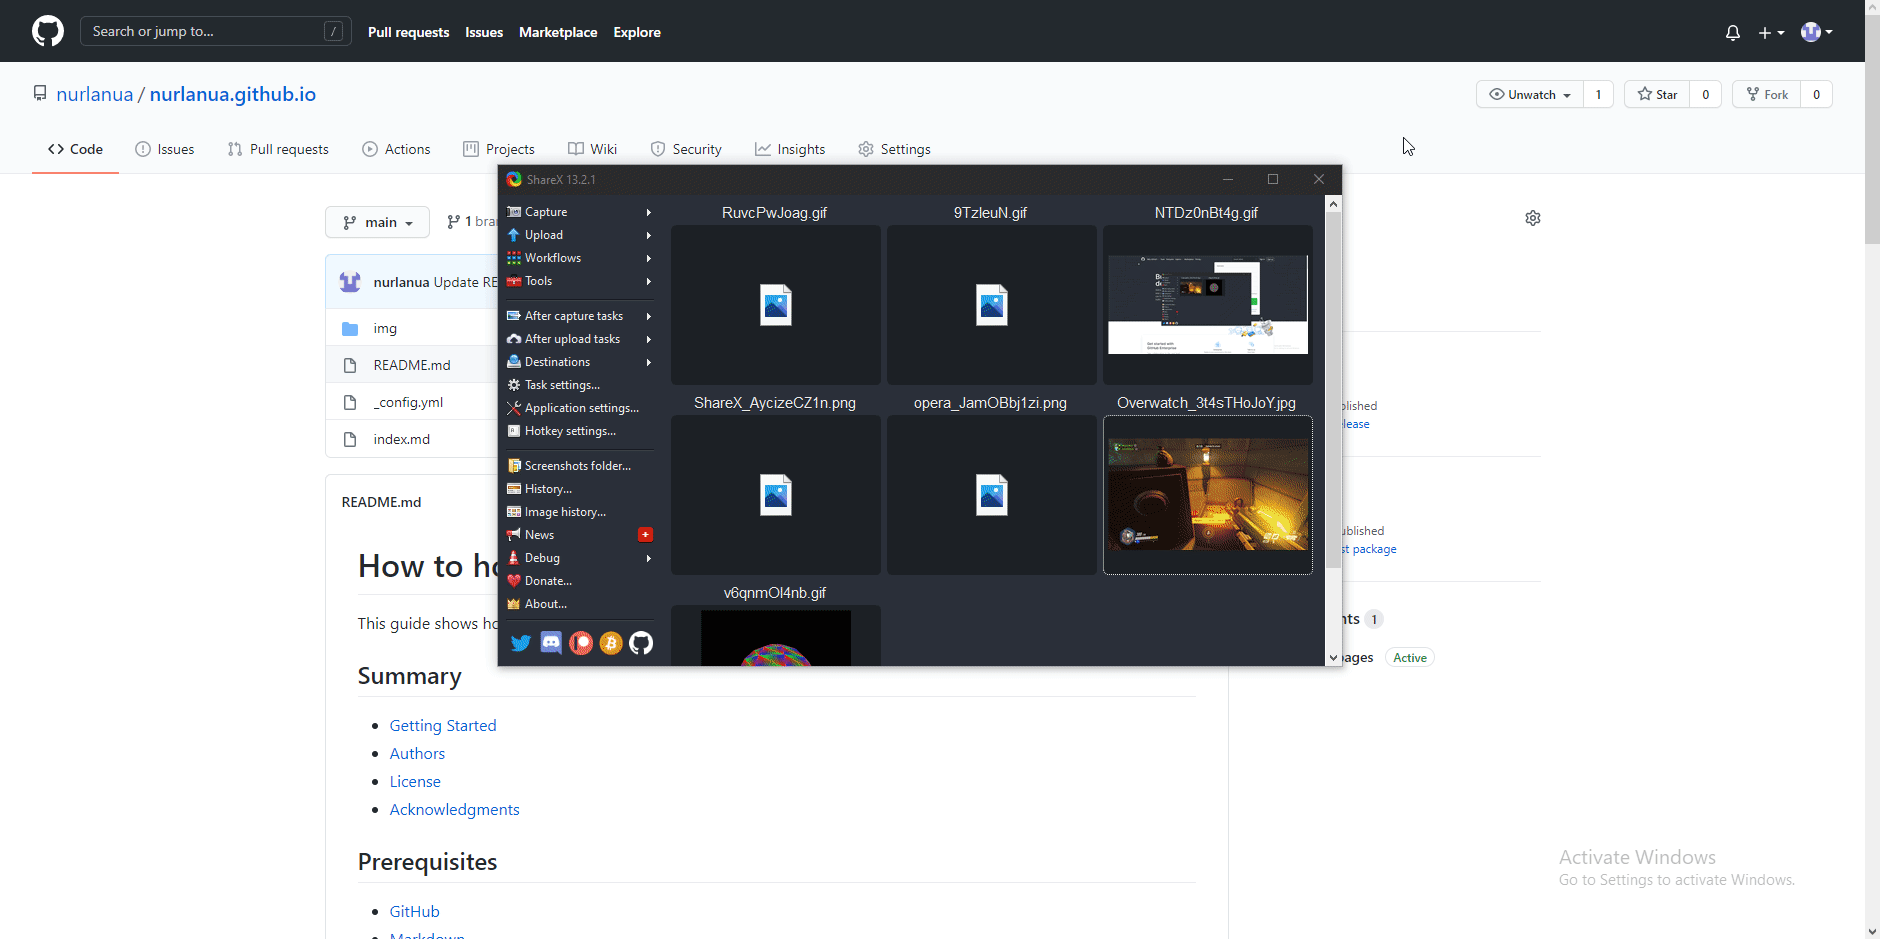 Search or jump to... /
Pull requests Issues Marketplace Explore
nurlanua / nurlanua.github.io
Unwatch 1
Star 0
Fork 0
Code Issues Pull requests Actions Projects Wiki Security Insights Settings
main
1 bra
nurlanua Update RE
img
README.md
_config.yml
index.md
README.md
How to ho
This guide shows ho
Summary
Getting Started
Authors
License
Acknowledgments
Prerequisites
GitHub
Markdown
ShareX 13.2.1
Capture
Upload
Workflows
Tools
After capture tasks
After upload tasks
Destinations
Task settings...
Application settings...
Hotkey settings...
Screenshots folder...
History...
Image history...
News
Debug
Donate...
About...
RuvcPwJoag.gif
9TzleuN.gif
NTDz0nBt4g.gif
ShareX_AycizeCZ1n.png
opera_JamOBbj1zi.png
Overwatch_3t4sTHoJoY.jpg
v6qnmOl4nb.gif
blished
lease
ublished
st package
nts 1
pages Active
Activate Windows
Go to Settings to activate Windows.